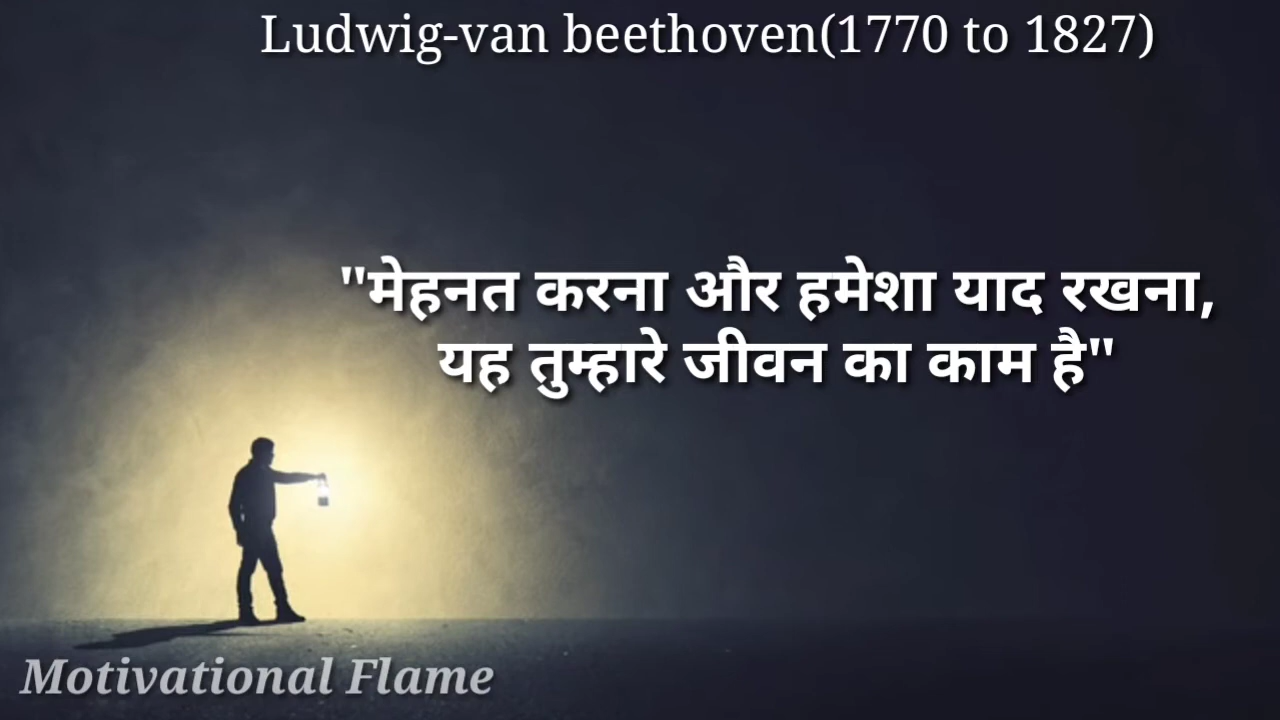 Ludwig-van beethoven(1770 to 1827)
"मेहनत करना और हमेशा याद रखना,
यह तुम्हारे जीवन का काम है"
Motivational Flame